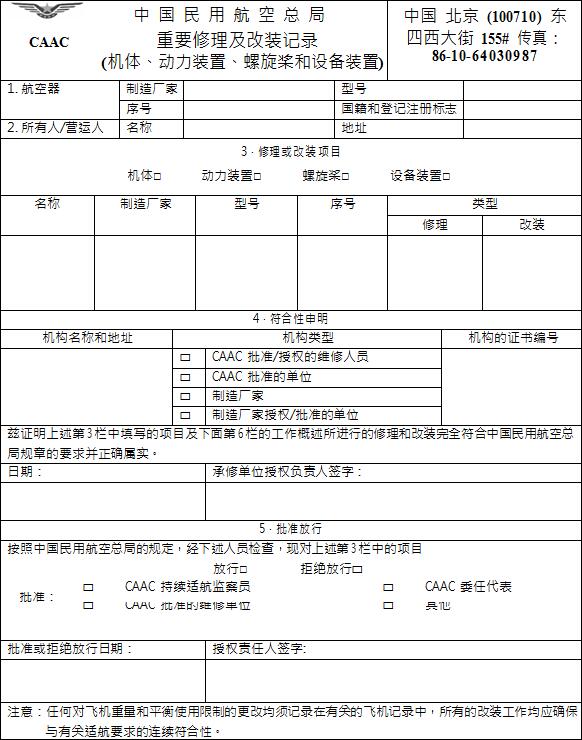 CAAC
中国民用航空总局
重要修理及改装记录
(机体、动力装置、螺旋桨和设备装置)
中国 北京 (100710) 东
四西大街 155# 传真：
86-10-64030987
1. 航空器 制造厂家 型号
序号 国籍和登记注册标志
2. 所有人/营运人 名称 地址
3．修理或改装项目
机体□ 动力装置□ 螺旋桨□ 设备装置□
名称 制造厂家 型号 序号 类型
修理 改装
4．符合性申明
机构名称和地址 机构类型 机构的证书编号
□ CAAC 批准/授权的维修人员
□ CAAC 批准的单位
□ 制造厂家
□ 制造厂家授权/批准的单位
兹证明上述第3栏中填写的项目及下面第6栏的工作概述所进行的修理和改装完全符合中国民用航空总
局规章的要求并正确属实。
日期： 承修单位授权负责人签字：
5．批准放行
按照中国民用航空总局的规定，经下述人员检查，现对上述第3栏中的项目
放行□ 拒绝放行□
批准： □ CAAC 持续适航监察员 □ CAAC 委任代表
□ CAAC 批准的维修单位 □ 其他
批准或拒绝放行日期： 授权责任人签字:
注意：任何对飞机重量和平衡使用限制的更改均须记录在有关的飞机记录中，所有的改装工作均应确保
与有关适航要求的连续符合性。